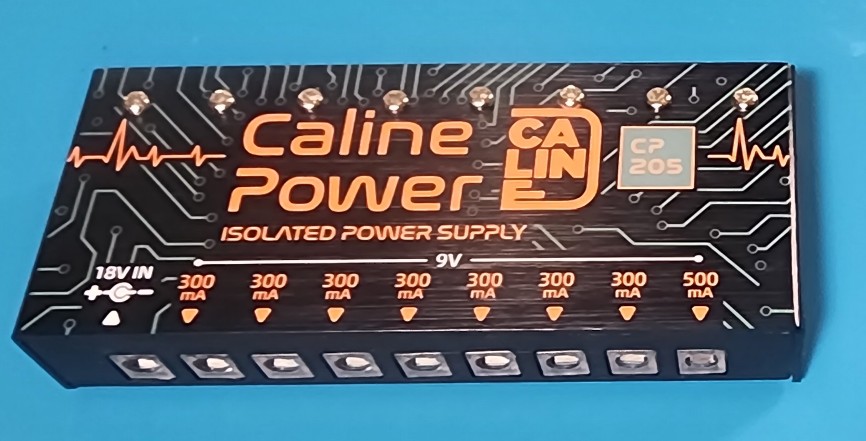 Caline
Power
CA
LIN
E
CP
205
ISOLATED POWER SUPPLY
9V
18V IN
300 300 300 300 300 300 300 500
mA mA mA mA mA mA mA mA